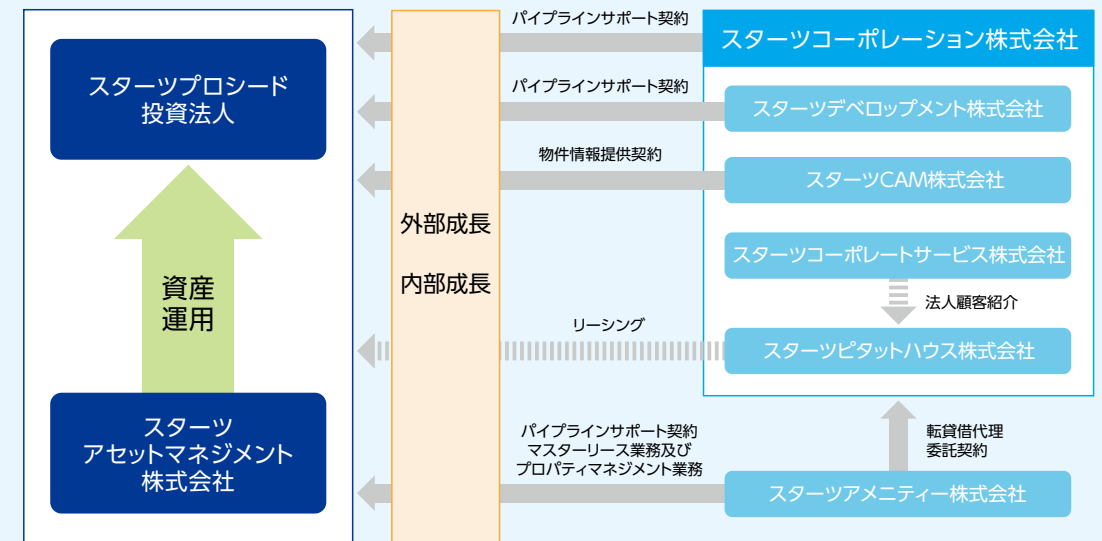 スターツプロシード
投資法人
資産
運用
スターツ
アセットマネジメント
株式会社
外部成長
内部成長
パイプラインサポート契約
パイプラインサポート契約
物件情報提供契約
リーシング
パイプラインサポート契約
マスターリース業務及び
プロパティマネジメント業務
スターツコーポレーション株式会社
スターツデベロップメント株式会社
スターツCAM株式会社
スターツコーポレートサービス株式会社
法人顧客紹介
スターツピタットハウス株式会社
転貸借代理
委託契約
スターツアメニティー株式会社